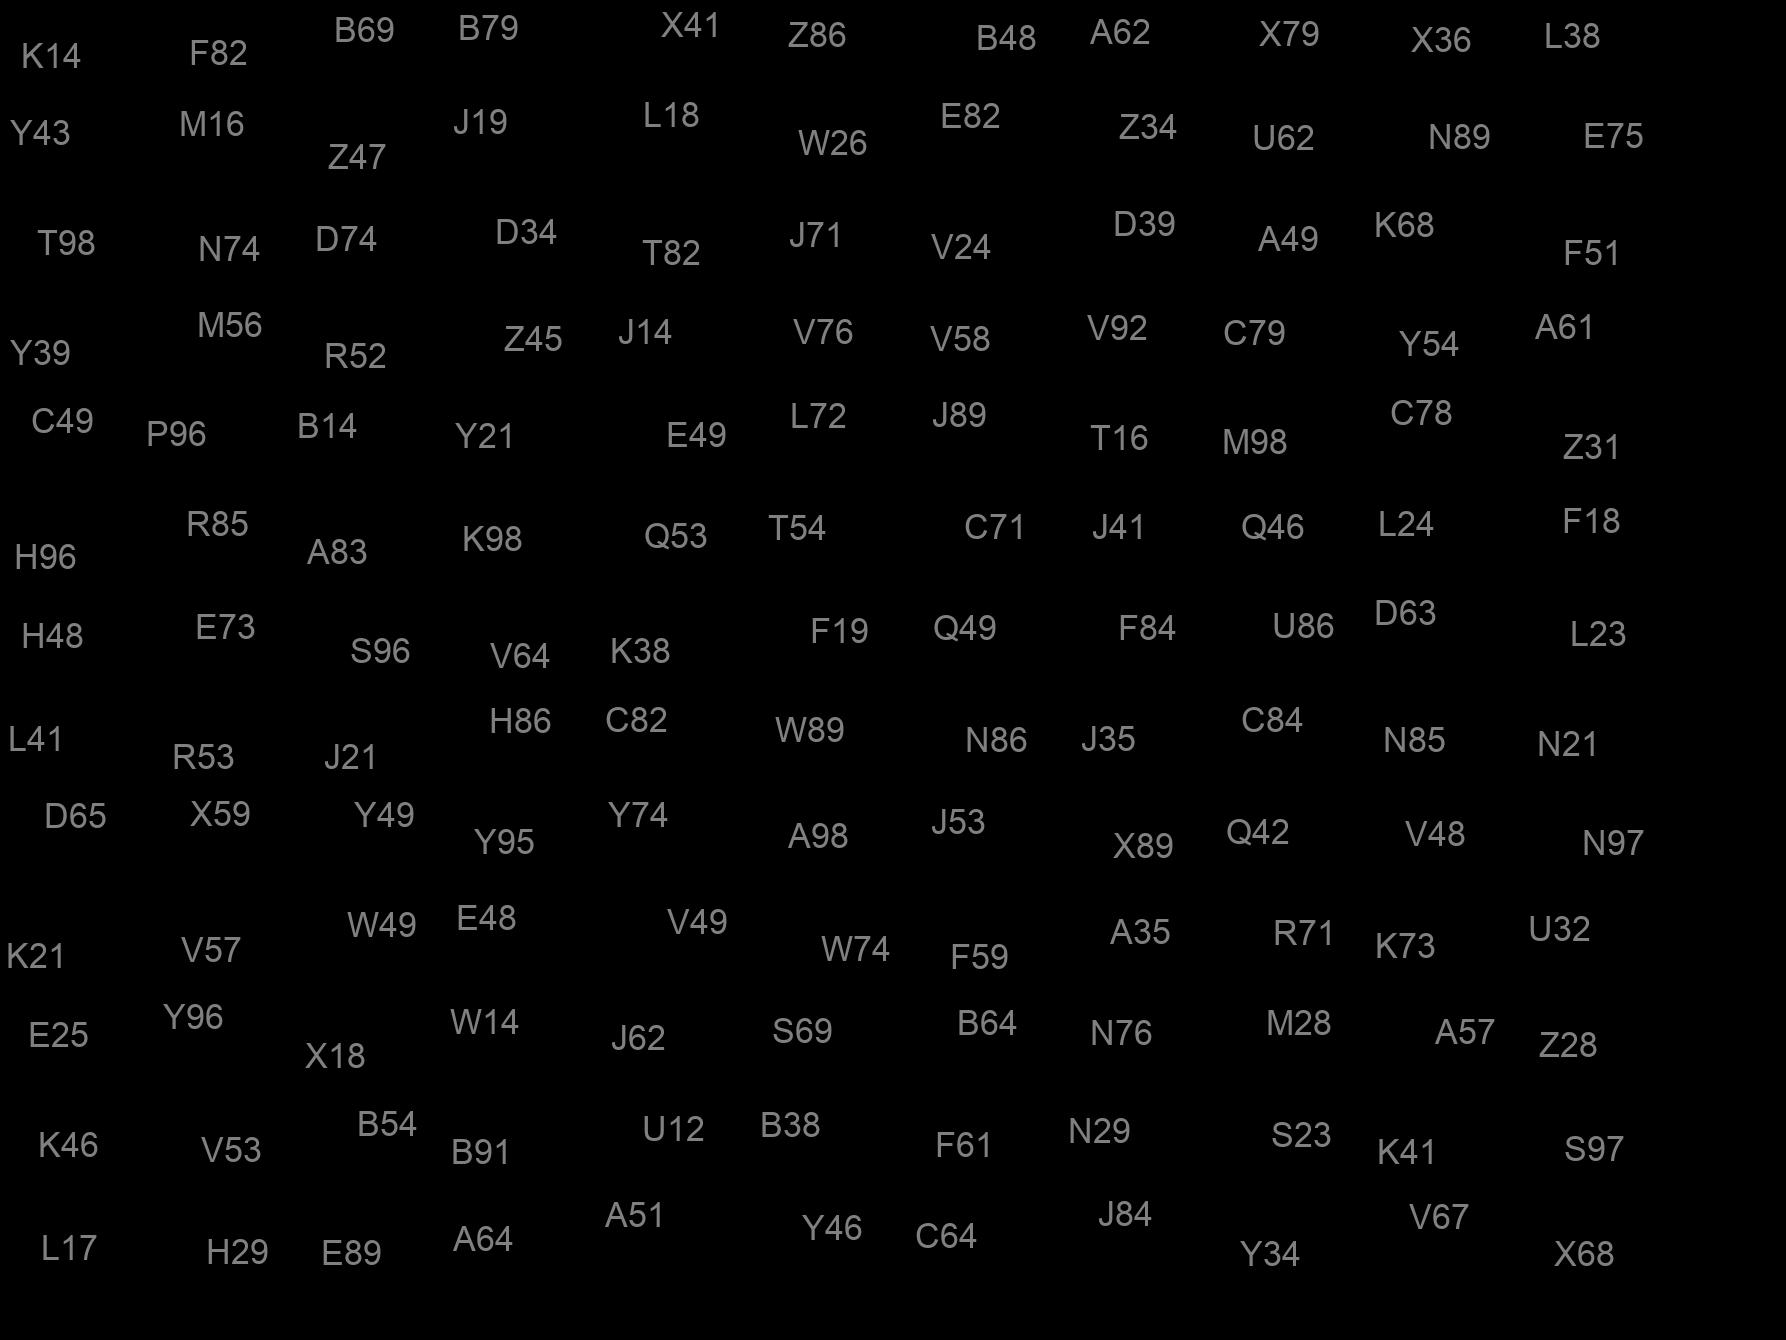 K14 F82 B69 B79 X41 Z86 B48 A62 X79 X36 L38
Y43 M16 Z47 J19 L18 W26 E82 Z34 U62 N89 E75
T98 N74 D74 D34 T82 J71 V24 D39 A49 K68 F51
Y39 M56 R52 Z45 J14 V76 V58 V92 C79 Y54 A61
C49 P96 B14 Y21 E49 L72 J89 T16 M98 C78 Z31
H96 R85 A83 K98 Q53 T54 C71 J41 Q46 L24 F18
H48 E73 S96 V64 K38 F19 Q49 F84 U86 D63 L23
L41 R53 J21 H86 C82 W89 N86 J35 C84 N85 N21
D65 X59 Y49 Y95 Y74 A98 J53 X89 Q42 V48 N97
K21 V57 W49 E48 V49 W74 F59 A35 R71 K73 U32
E25 Y96 X18 W14 J62 S69 B64 N76 M28 A57 Z28
K46 V53 B54 B91 U12 B38 F61 N29 S23 K41 S97
L17 H29 E89 A64 A51 Y46 C64 J84 Y34 V67 X68